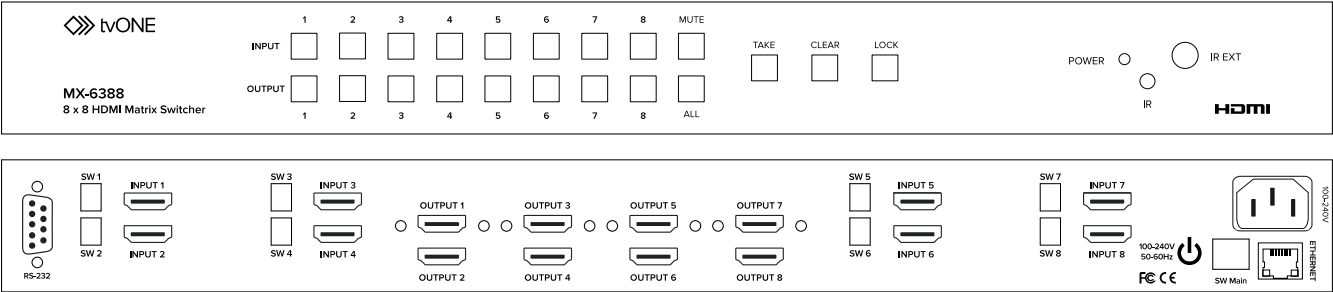 tvONE
1 2 3 4 5 6 7 8 MUTE
INPUT
TAKE CLEAR LOCK
POWER
IR EXT
OUTPUT
MX-6388
8 x 8 HDMI Matrix Switcher
1 2 3 4 5 6 7 8 ALL
IR
HDMI
SW 1 INPUT 1 SW 3 INPUT 3 SW 5 INPUT 5 SW 7 INPUT 7
100-240V
OUTPUT 1 OUTPUT 3 OUTPUT 5 OUTPUT 7
SW 2 INPUT 2 SW 4 INPUT 4 SW 6 INPUT 6 SW 8 INPUT 8
100-240V
50-60Hz
ETHERNET
RS-232
OUTPUT 2 OUTPUT 4 OUTPUT 6 OUTPUT 8
FC CE
SW Main